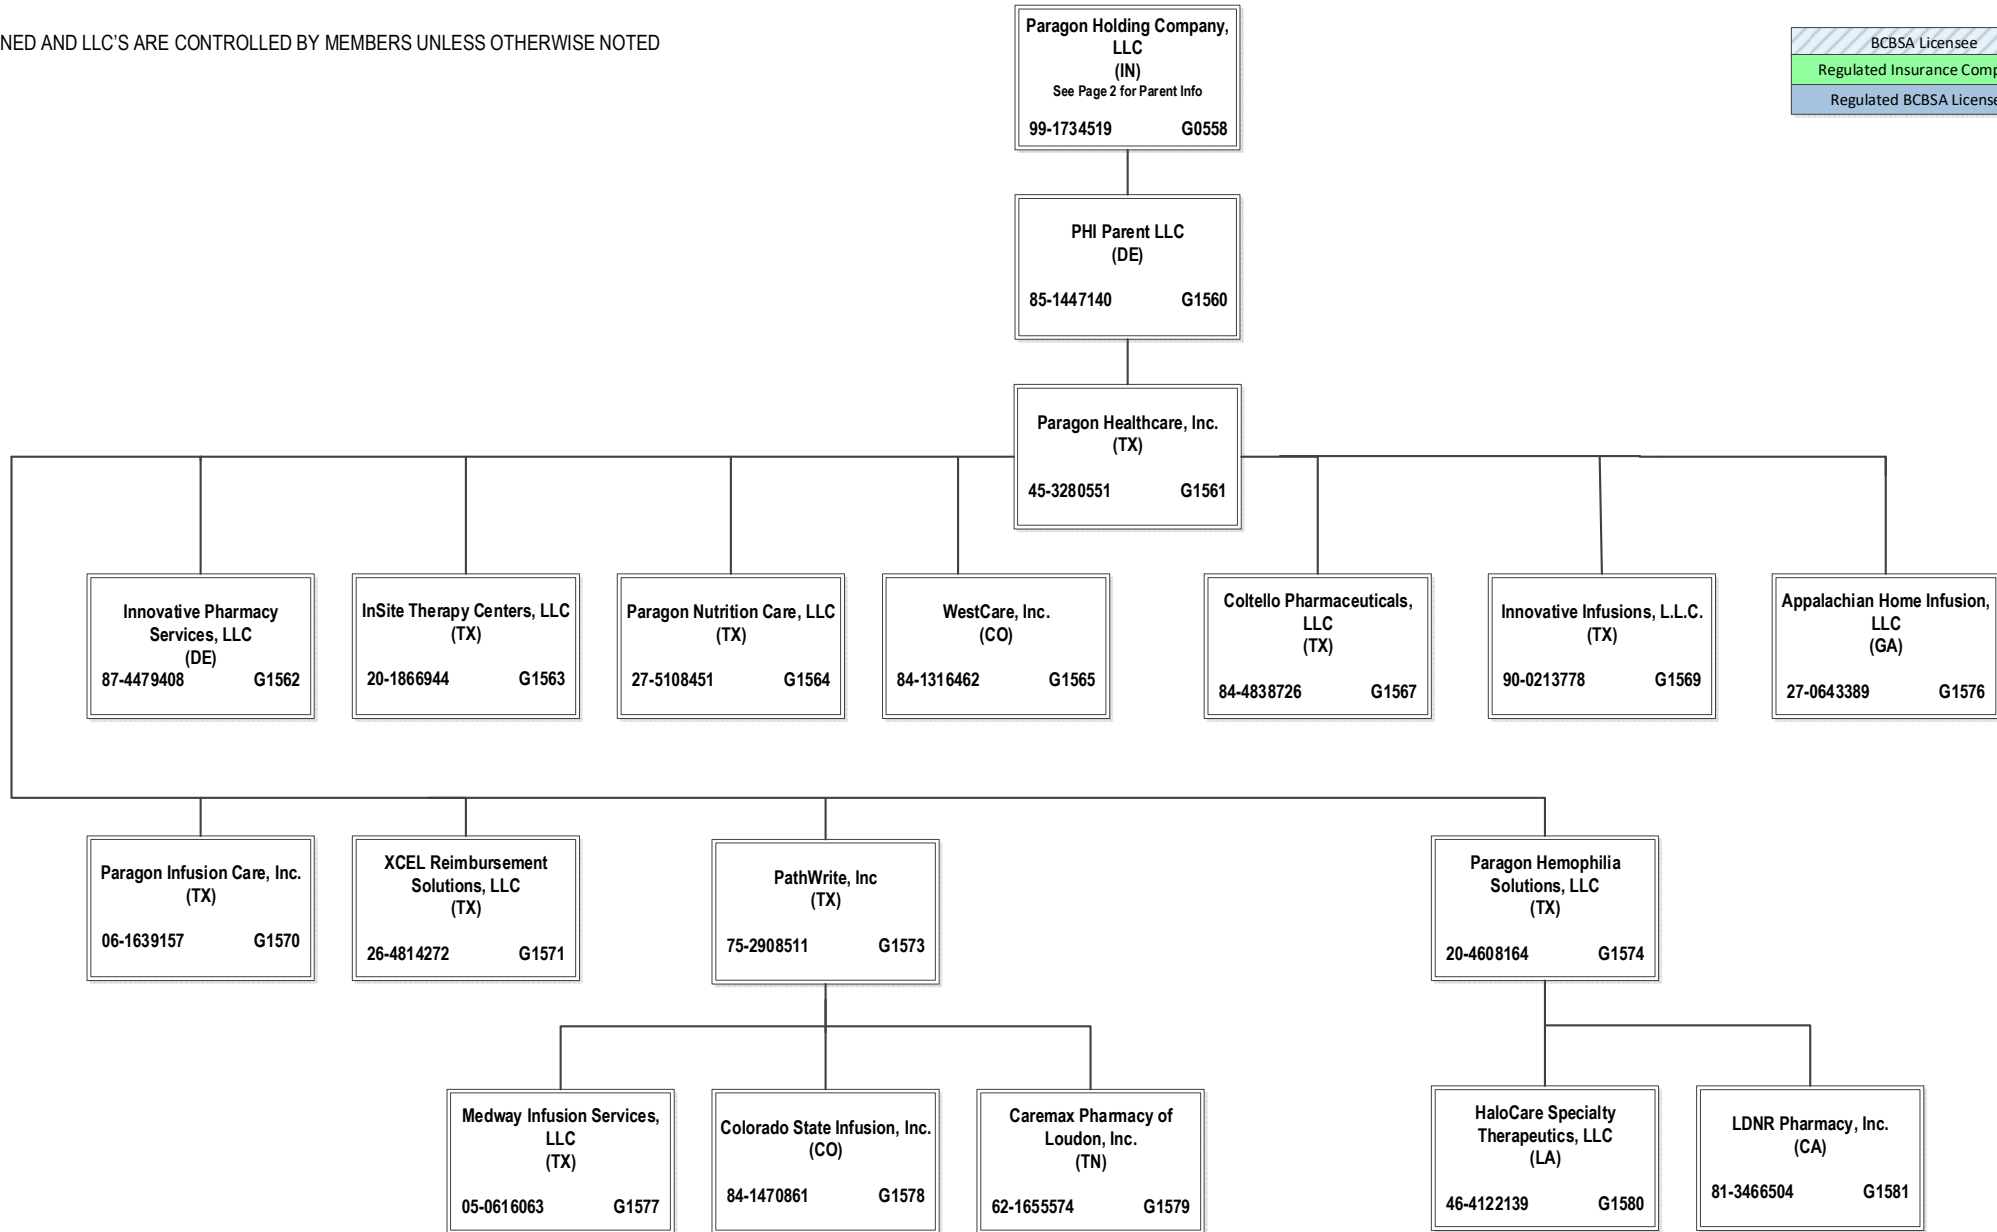 NED AND LLC'S ARE CONTROLLED BY MEMBERS UNLESS OTHERWISE NOTED
Paragon Holding Company,
LLC
(IN)
See Page 2 for Parent Info
99-1734519 G0558
BCBSA Licensee
Regulated Insurance Comp
Regulated BCBSA License
PHI Parent LLC
(DE)
85-1447140 G1560
Paragon Healthcare, Inc.
(TX)
45-3280551 G1561
Innovative Pharmacy
Services, LLC
(DE)
87-4479408 G1562
InSite Therapy Centers, LLC
(TX)
20-1866944 G1563
Paragon Nutrition Care, LLC
(TX)
27-5108451 G1564
WestCare, Inc.
(CO)
84-1316462 G1565
Coltello Pharmaceuticals,
LLC
(TX)
84-4838726 G1567
Innovative Infusions, L.L.C.
(TX)
90-0213778 G1569
Appalachian Home Infusion,
LLC
(GA)
27-0643389 G1576
Paragon Infusion Care, Inc.
(TX)
06-1639157 G1570
XCEL Reimbursement
Solutions, LLC
(TX)
26-4814272 G1571
PathWrite, Inc
(TX)
75-2908511 G1573
Paragon Hemophilia
Solutions, LLC
(TX)
20-4608164 G1574
Medway Infusion Services,
LLC
(TX)
05-0616063 G1577
Colorado State Infusion, Inc.
(CO)
84-1470861 G1578
Caremax Pharmacy of
Loudon, Inc.
(TN)
62-1655574 G1579
HaloCare Specialty
Therapeutics, LLC
(LA)
46-4122139 G1580
LDNR Pharmacy, Inc.
(CA)
81-3466504 G1581